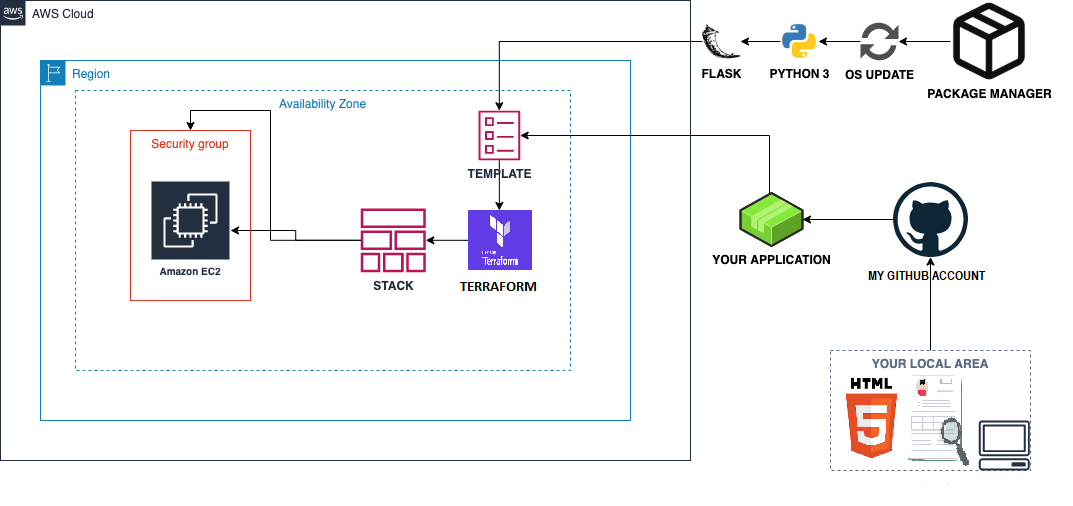 aws
AWS Cloud
Region
Availability Zone
Security group
Amazon EC2
STACK
TEMPLATE
Terraform
TERRAFORM
FLASK
PYTHON 3
OS UPDATE
PACKAGE MANAGER
YOUR APPLICATION
MY GITHUB ACCOUNT
YOUR LOCAL AREA
HTML
5